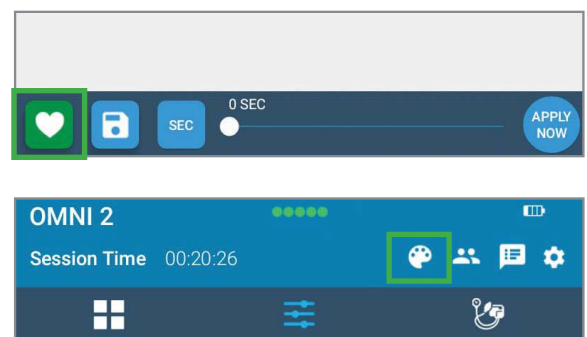 0 SEC
SEC
APPLY
NOW
OMNI 2
Session Time 00:20:26